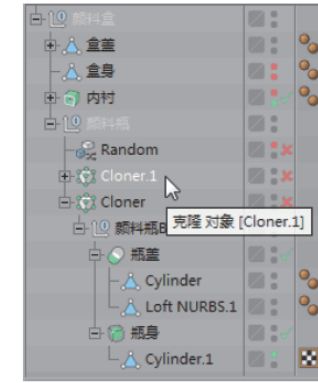 颜料盒
盒盖
盒身
内衬
颜料瓶
Random
Cloner.1
Cloner
克隆 对象 [Cloner.1]
颜料瓶B
瓶盖
Cylinder
Loft NURBS.1
瓶身
Cylinder.1